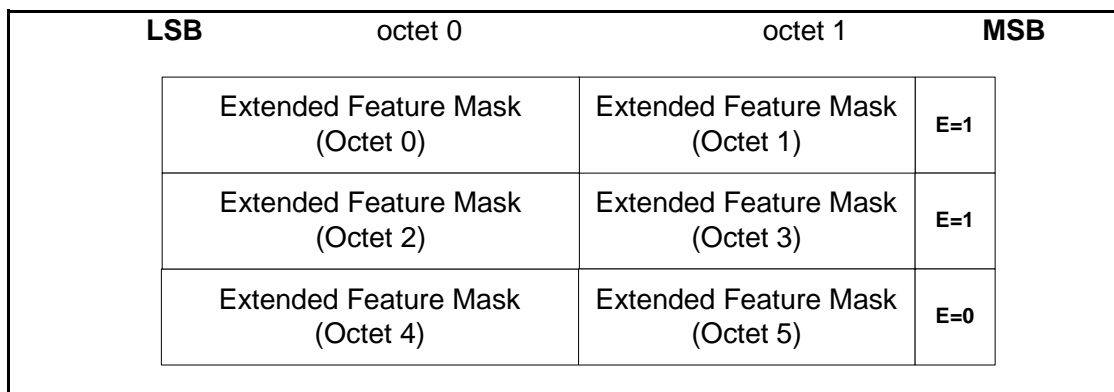 LSB octet 0 octet 1 MSB
Extended Feature Mask Extended Feature Mask E=1
(Octet 0) (Octet 1)
Extended Feature Mask Extended Feature Mask E=1
(Octet 2) (Octet 3)
Extended Feature Mask Extended Feature Mask E=0
(Octet 4) (Octet 5)